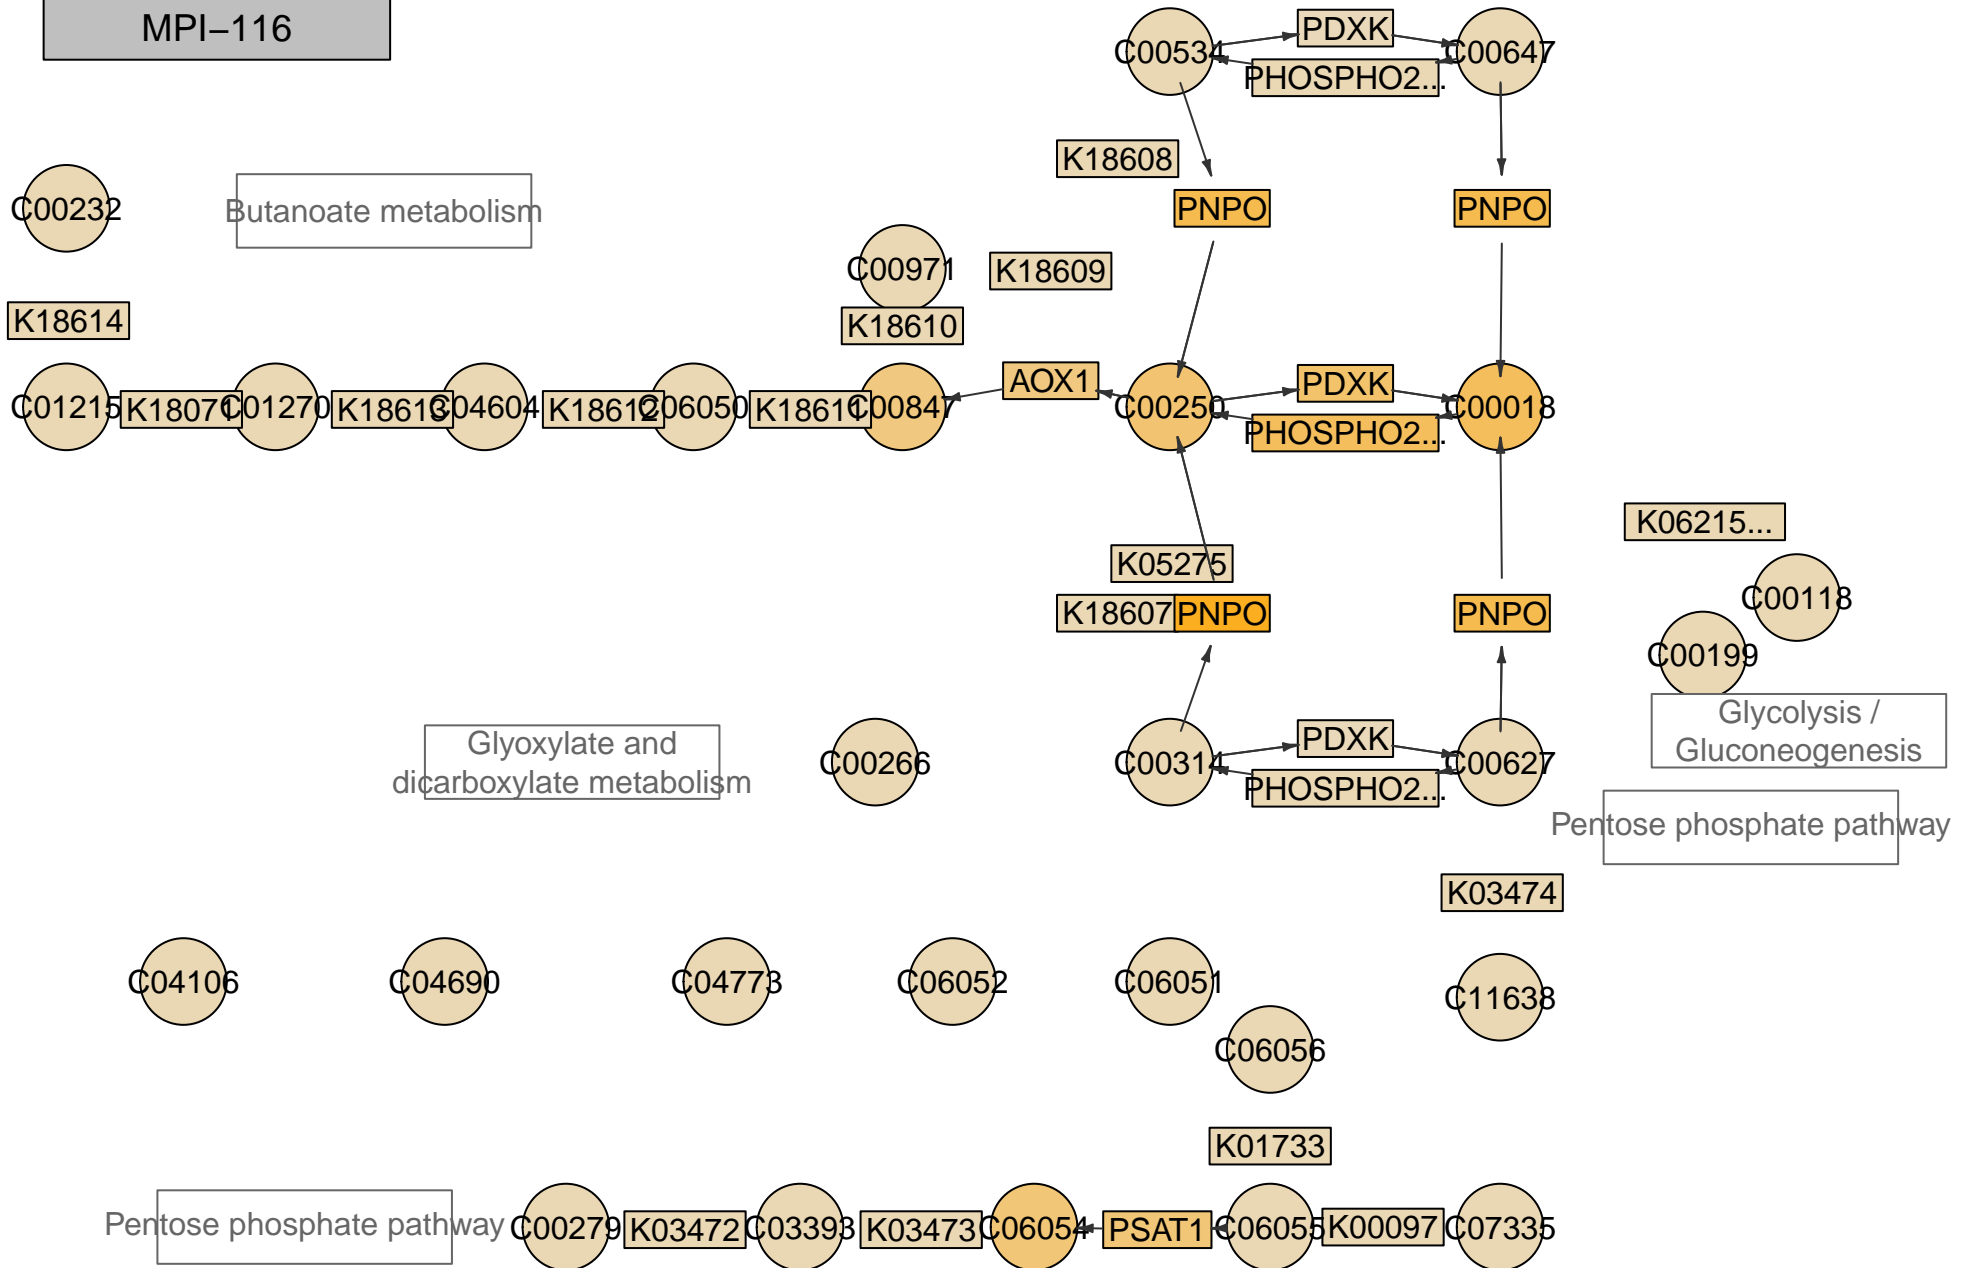 MPI–116
C00534
PDXK
C00647
PHOSPHO2...
K18608
C00232
Butanoate metabolism
PNPO
PNPO
C00971
K18609
K18614
K18610
AOX1
PDXK
C01215
K18071
C01270
K18613
C04604
K18612
C06050
K18611
C00847
C00250
C00018
PHOSPHO2...
K06215...
K05275
C00118
K18607
PNPO
PNPO
C00199
Glycolysis /
Gluconeogenesis
Glyoxylate and
dicarboxylate metabolism
C00266
C00314
PDXK
C00627
PHOSPHO2...
Pentose phosphate pathway
K03474
C04106
C04690
C04773
C06052
C06051
C11638
C06056
K01733
Pentose phosphate pathway
C00279
K03472
C03393
K03473
C06054
PSAT1
C06055
K00097
C07335